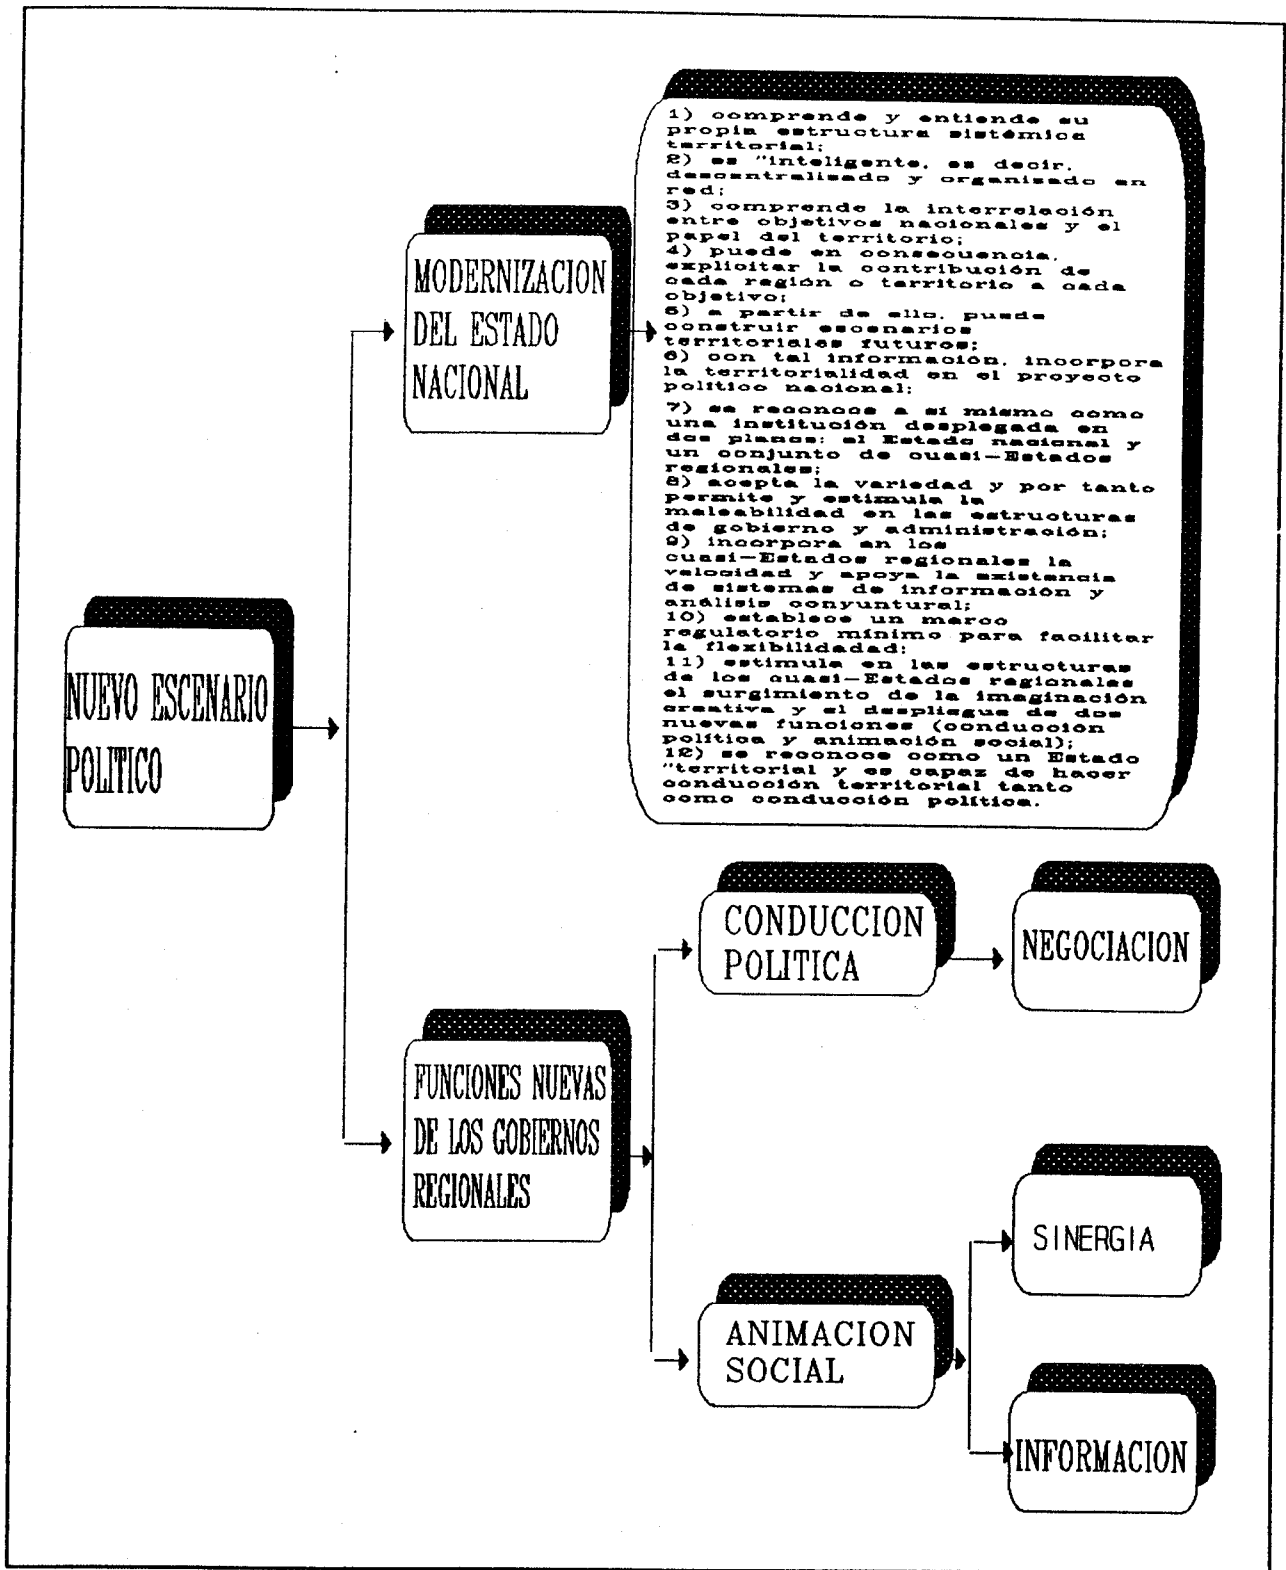 NUEVO ESCENARIO
POLITICO
MODERNIZACION
DEL ESTADO
NACIONAL
1) comprende y entiende su
propia estructura sistémica
territorial;
2) es "inteligente, es decir,
descentralizado y organizado en
red;
3) comprende la interrelación
entre objetivos nacionales y el
papel del territorio;
4) puede en consecuencia,
explicitar la contribución de
cada región o territorio a cada
objetivo;
5) a partir de ello, puede
construir escenarios
territoriales futuros;
6) con tal información, incorpora
la territorialidad en el proyecto
político nacional;
7) se reconoce a sí mismo como
una institución desplegada en
dos planos: el Estado nacional y
un conjunto de cuasi-Estados
regionales;
8) acepta la variedad y por tanto
permite y estimula la
maleabilidad en las estructuras
de gobierno y administración;
9) incorpora en los
cuasi-Estados regionales la
velocidad y apoya la existencia
de sistemas de información y
análisis conyuntural;
10) establece un marco
regulatorio mínimo para facilitar
la flexibilidadad;
11) estimula en las estructuras
de los cuasi-Estados regionales
el surgimiento de la imaginación
creativa y el despliegue de dos
nuevas funciones (conducción
política y animación social);
12) se reconoce como un Estado
"territorial y es capaz de hacer
conducción territorial tanto
como conducción política.
FUNCIONES NUEVAS
DE LOS GOBIERNOS
REGIONALES
CONDUCCION
POLITICA
NEGOCIACION
ANIMACION
SOCIAL
SINERGIA
INFORMACION